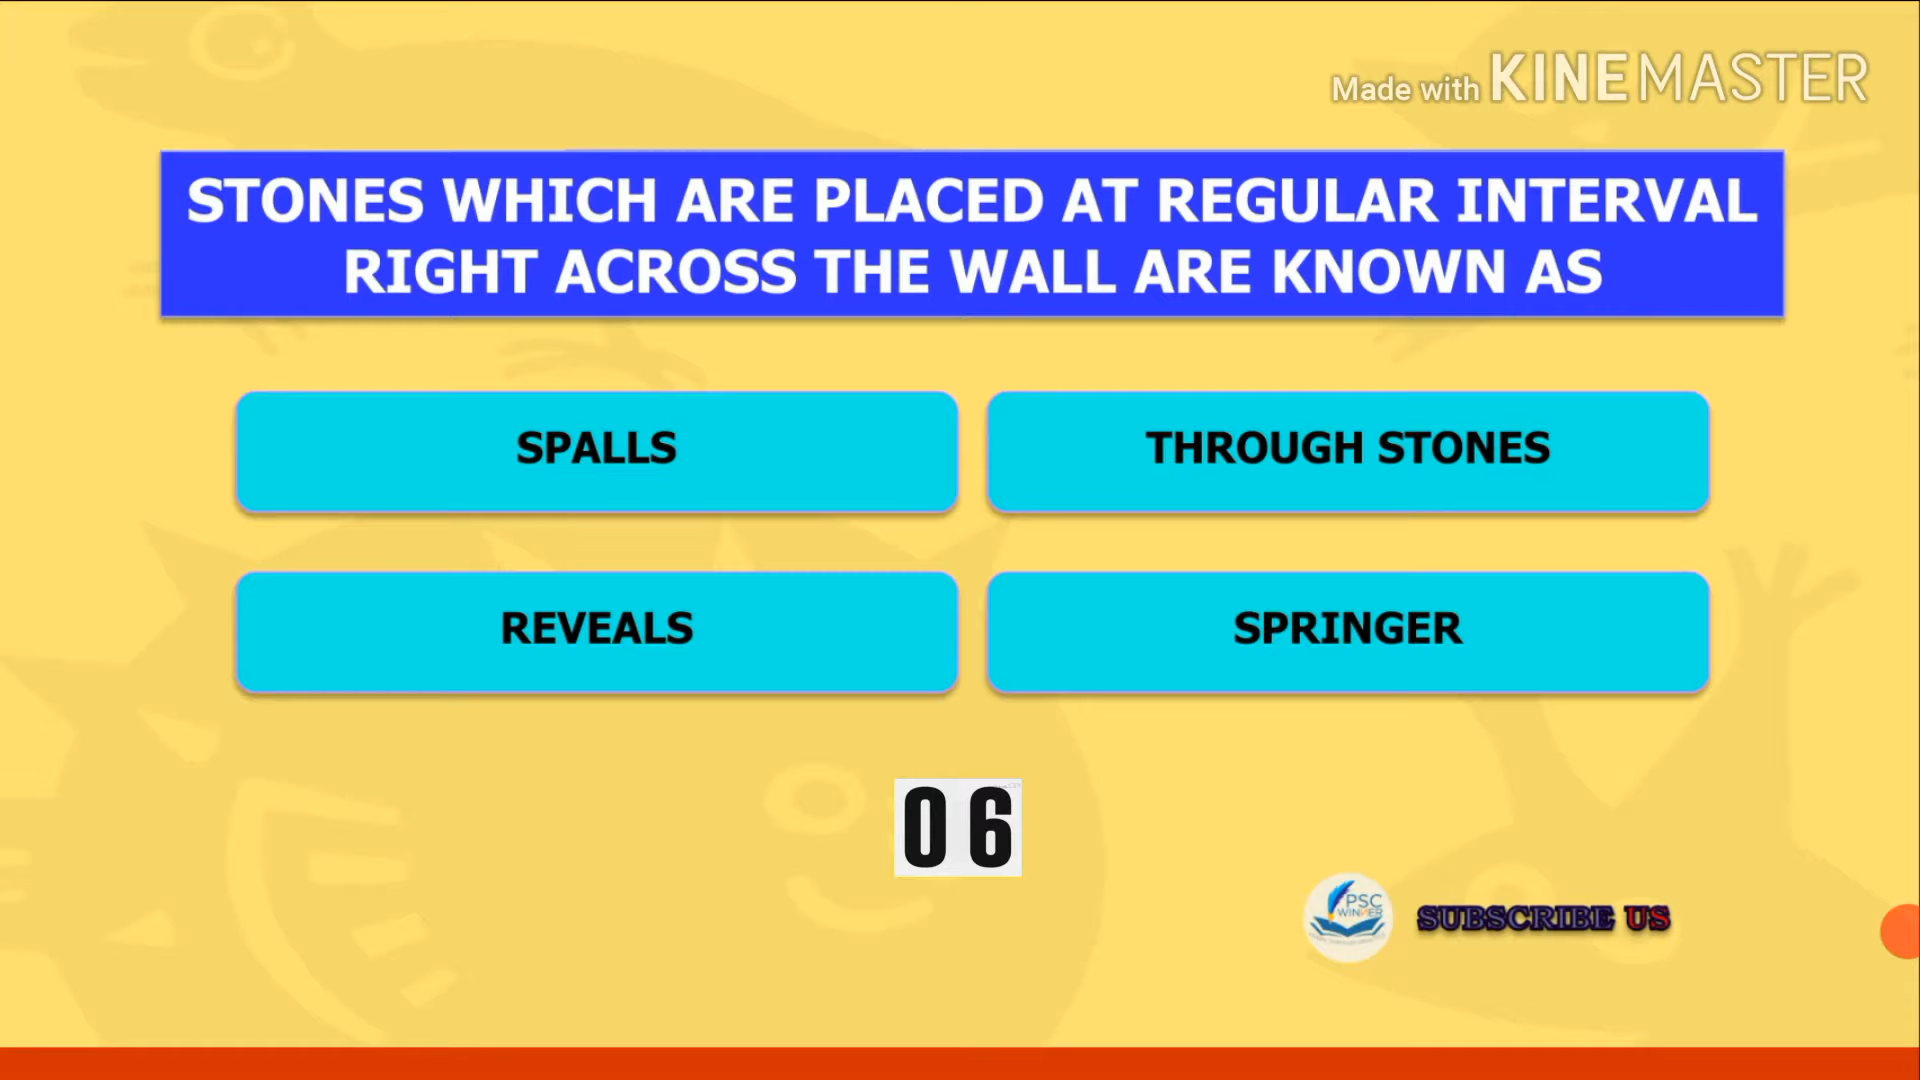 Made with KINEMASTER
STONES WHICH ARE PLACED AT REGULAR INTERVAL
RIGHT ACROSS THE WALL ARE KNOWN AS
SPALLS
THROUGH STONES
REVEALS
SPRINGER
06
PSC
WINNER
SUBSCRIBE US